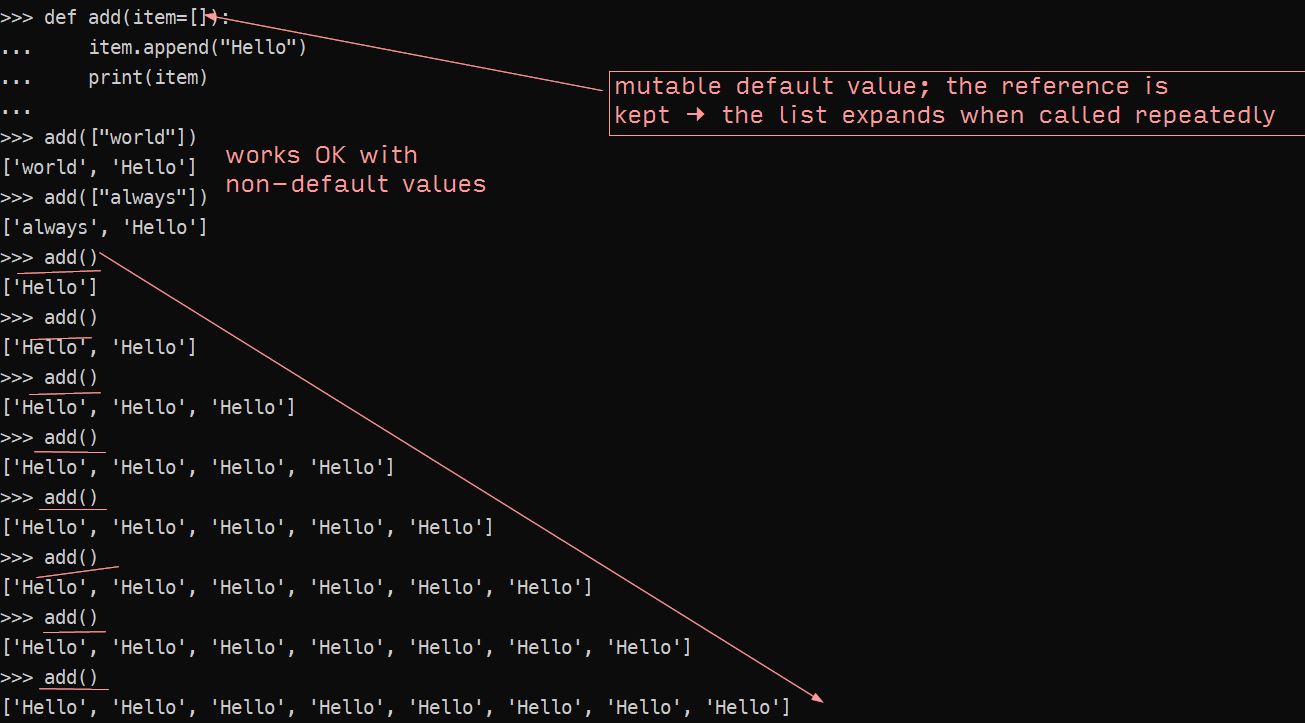 >>> def add(item=[]):
...     item.append("Hello")
...     print(item)
...
mutable default value; the reference is
kept → the list expands when called repeatedly
>>> add(["world"])
['world', 'Hello']
>>> add(["always"])
['always', 'Hello']
works OK with
non-default values
>>> add()
['Hello']
>>> add()
['Hello', 'Hello']
>>> add()
['Hello', 'Hello', 'Hello']
>>> add()
['Hello', 'Hello', 'Hello', 'Hello']
>>> add()
['Hello', 'Hello', 'Hello', 'Hello', 'Hello']
>>> add()
['Hello', 'Hello', 'Hello', 'Hello', 'Hello', 'Hello']
>>> add()
['Hello', 'Hello', 'Hello', 'Hello', 'Hello', 'Hello', 'Hello']
>>> add()
['Hello', 'Hello', 'Hello', 'Hello', 'Hello', 'Hello', 'Hello', 'Hello']